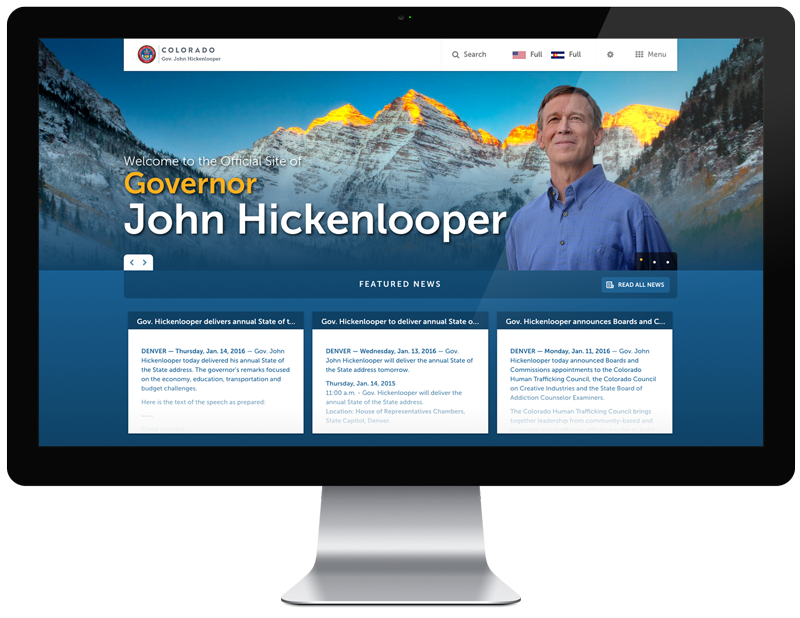 COLORADO
Gov. John Hickenlooper
Search
Full
Full
Menu
Welcome to the Official Site of
Governor
John Hickenlooper
FEATURED NEWS
READ ALL NEWS
Gov. Hickenlooper delivers annual State of t...
DENVER — Thursday, Jan. 14, 2016 — Gov. John
Hickenlooper today delivered his annual State of
the State address. The governor's remarks focused
on the economy, education, transportation and
budget challenges.
Here is the text of the speech as prepared:
Gov. Hickenlooper to deliver annual State o...
DENVER — Wednesday, Jan. 13, 2016 — Gov. John
Hickenlooper will deliver the annual State of
the State address tomorrow.
Thursday, Jan. 14, 2015
11:00 a.m. - Gov. Hickenlooper will deliver the
annual State of the State address.
Location: House of Representatives Chambers,
State Capitol, Denver
Gov. Hickenlooper announces Boards and C...
DENVER — Monday, Jan. 11, 2016 — Gov. John
Hickenlooper today announced Boards and
Commissions appointments to the Colorado
Human Trafficking Council, the Colorado Council
on Creative Industries and the State Board of
Addiction Counselor Examiners.
The Colorado Human Trafficking Council brings
together leadership from community-based and